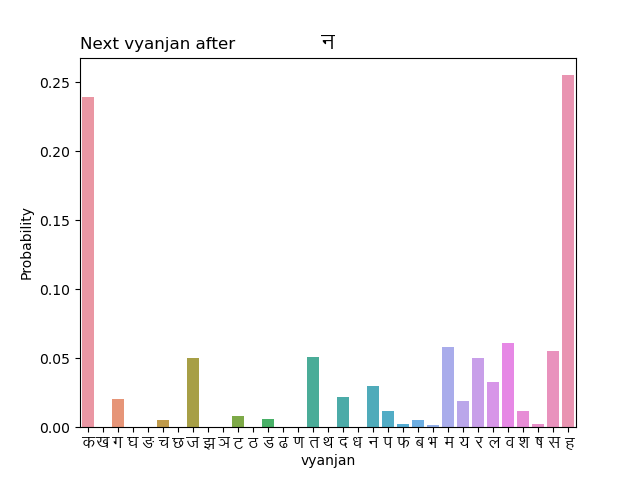 Next vyanjan after न
0.25
0.20
0.15
0.10
0.05
0.00
Probability
क ख ग घ ङ च छ ज झ ञ ट ठ ड ढ ण त थ द ध न प फ ब भ म य र ल व श ष स ह
vyanjan